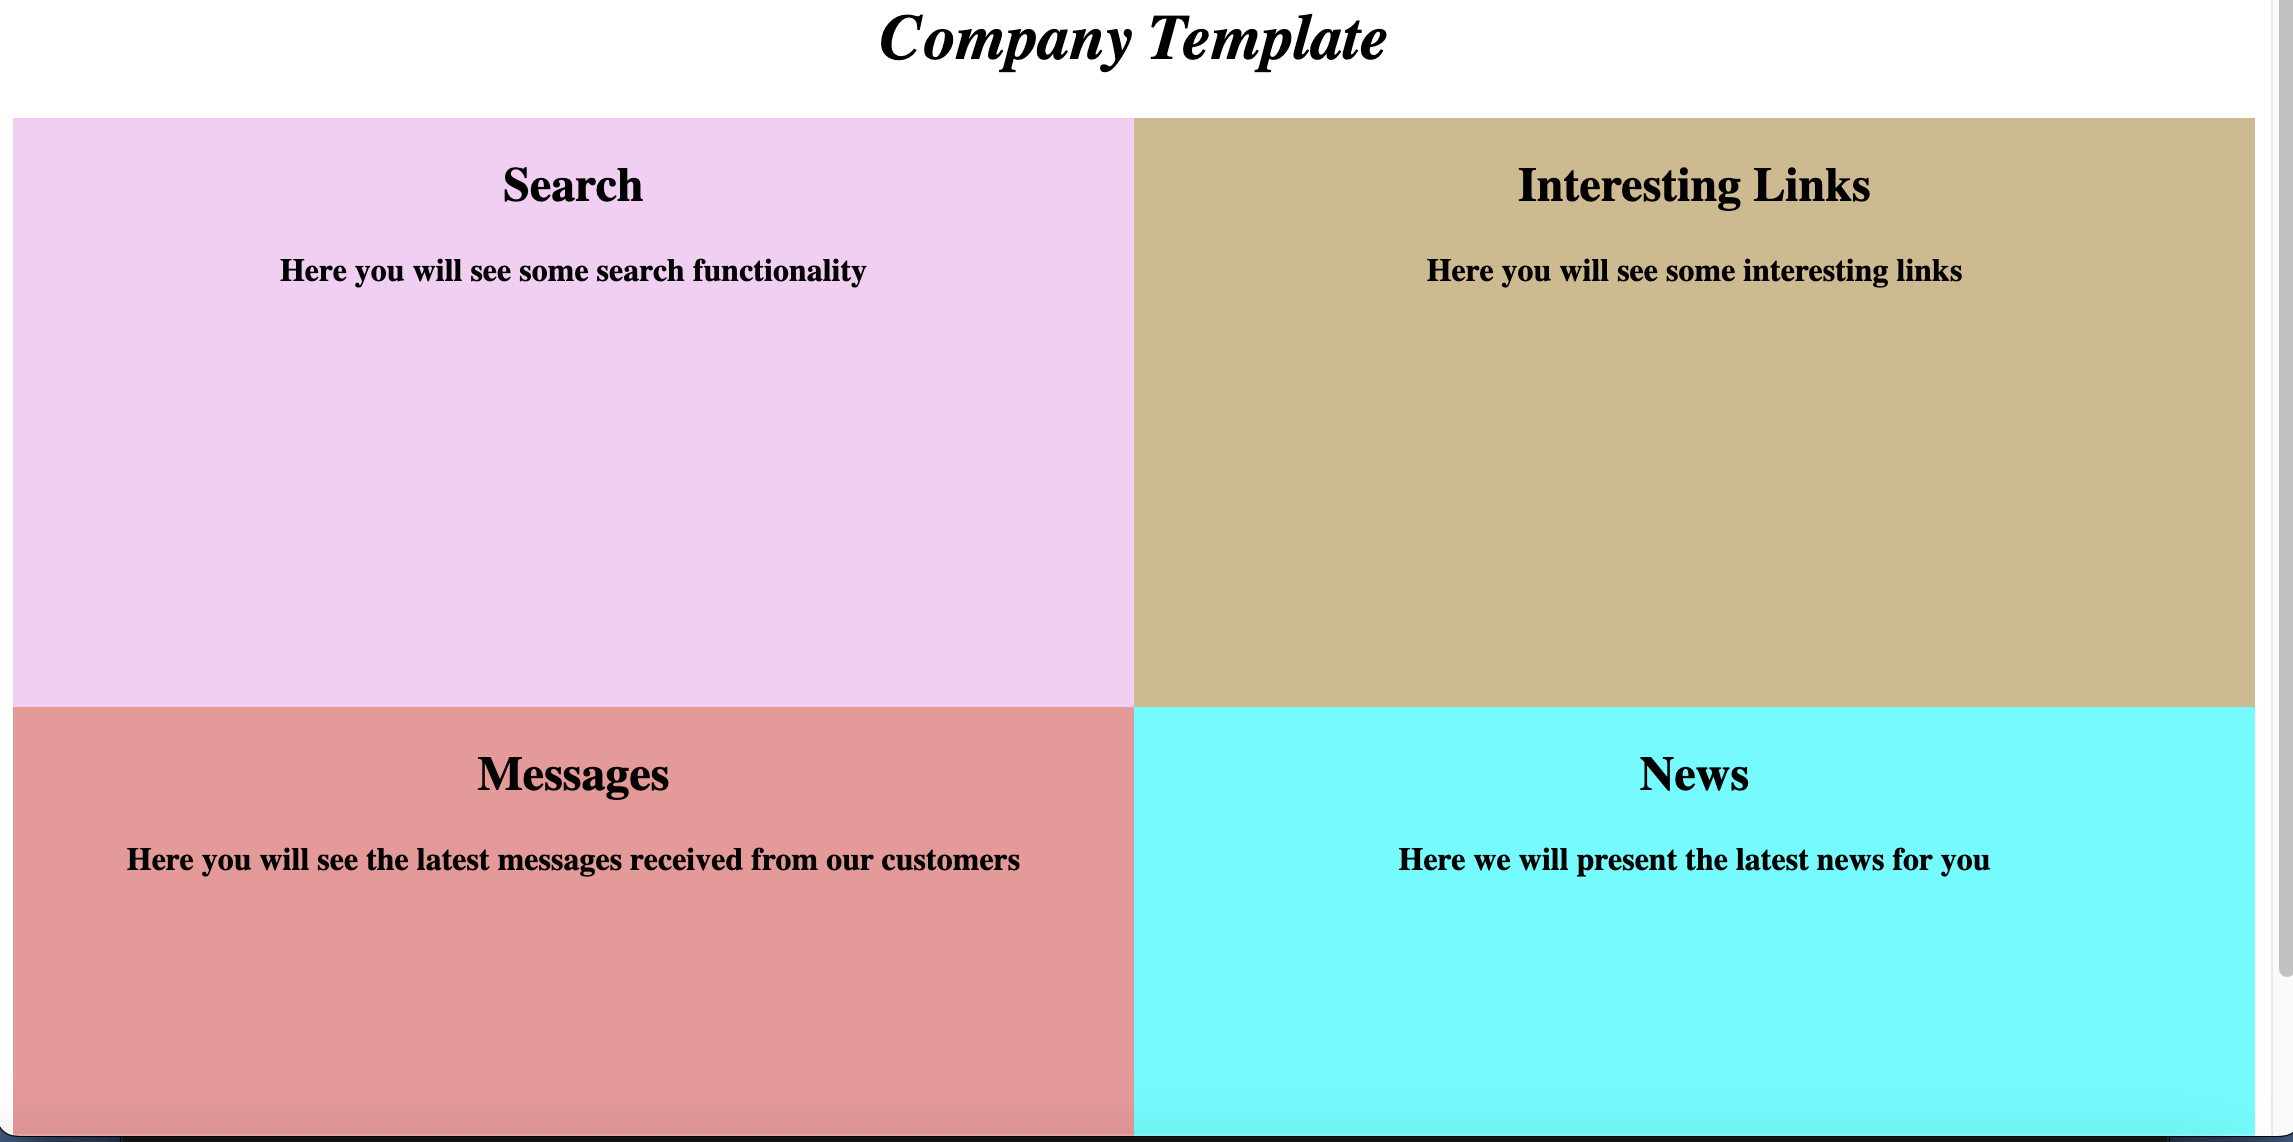 Company Template
Search
Here you will see some search functionality
Interesting Links
Here you will see some interesting links
Messages
Here you will see the latest messages received from our customers
News
Here we will present the latest news for you